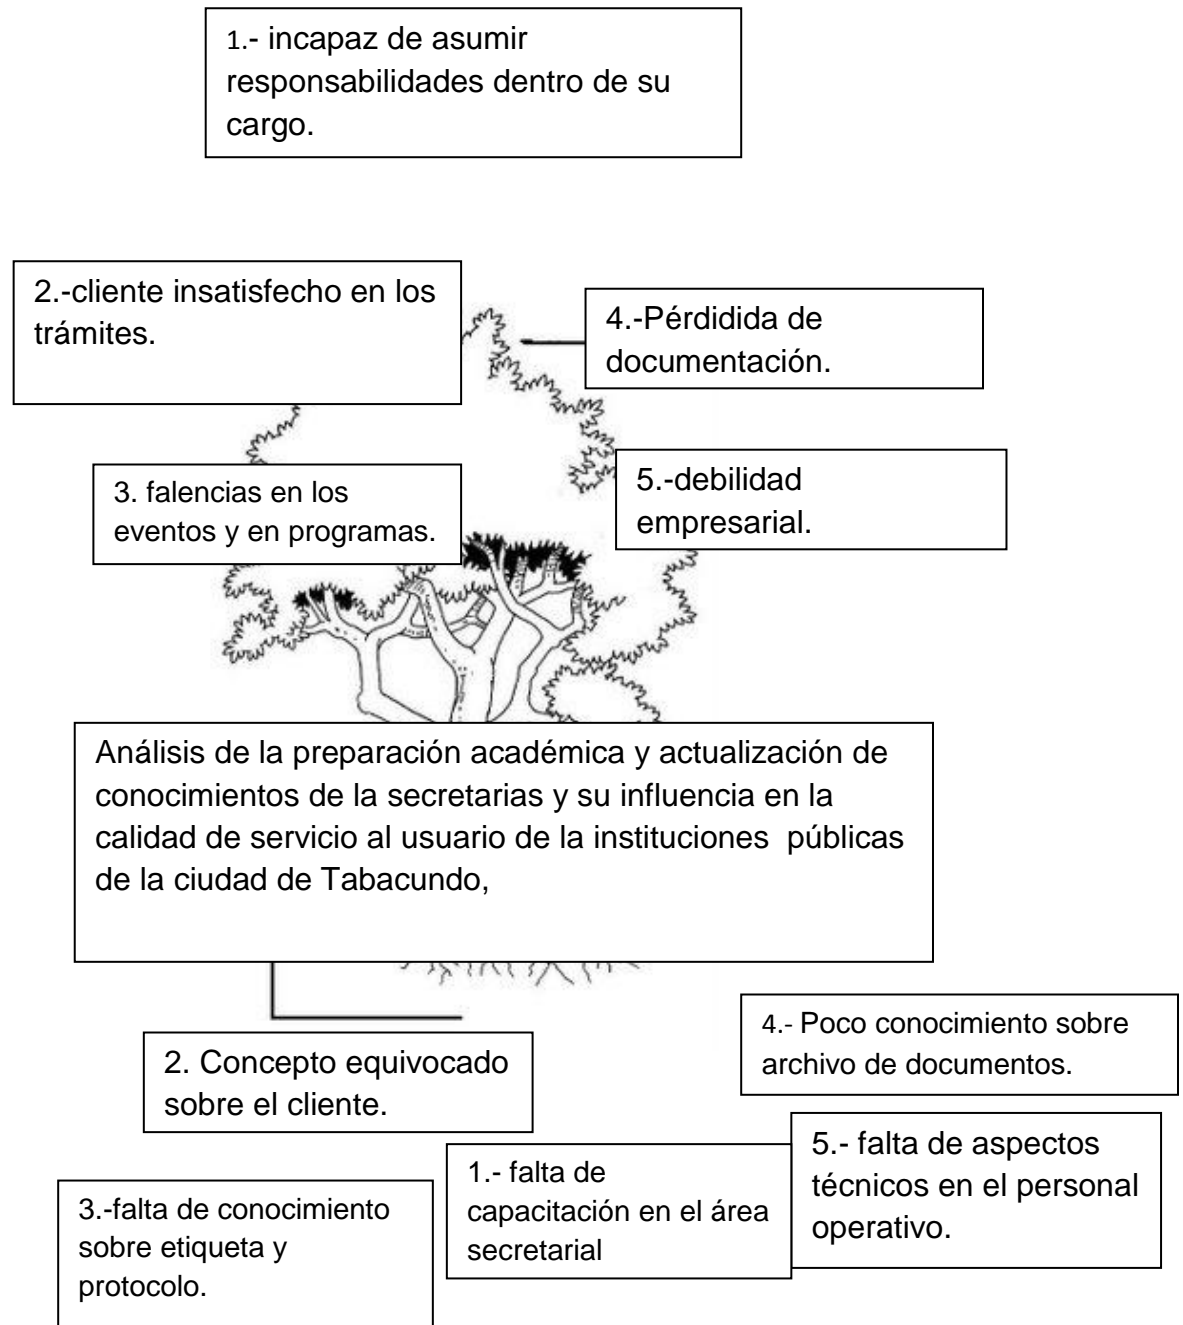 1.- incapaz de asumir
responsabilidades dentro de su
cargo.
2.-cliente insatisfecho en los
trámites.
4.-Pérdidida de
documentación.
3. falencias en los
eventos y en programas.
5.-debilidad
empresarial.
Análisis de la preparación académica y actualización de
conocimientos de la secretarias y su influencia en la
calidad de servicio al usuario de la instituciones públicas
de la ciudad de Tabacundo,
4.- Poco conocimiento sobre
archivo de documentos.
2. Concepto equivocado
sobre el cliente.
5.- falta de aspectos
técnicos en el personal
operativo.
1.- falta de
capacitación en el área
secretarial
3.-falta de conocimiento
sobre etiqueta y
protocolo.